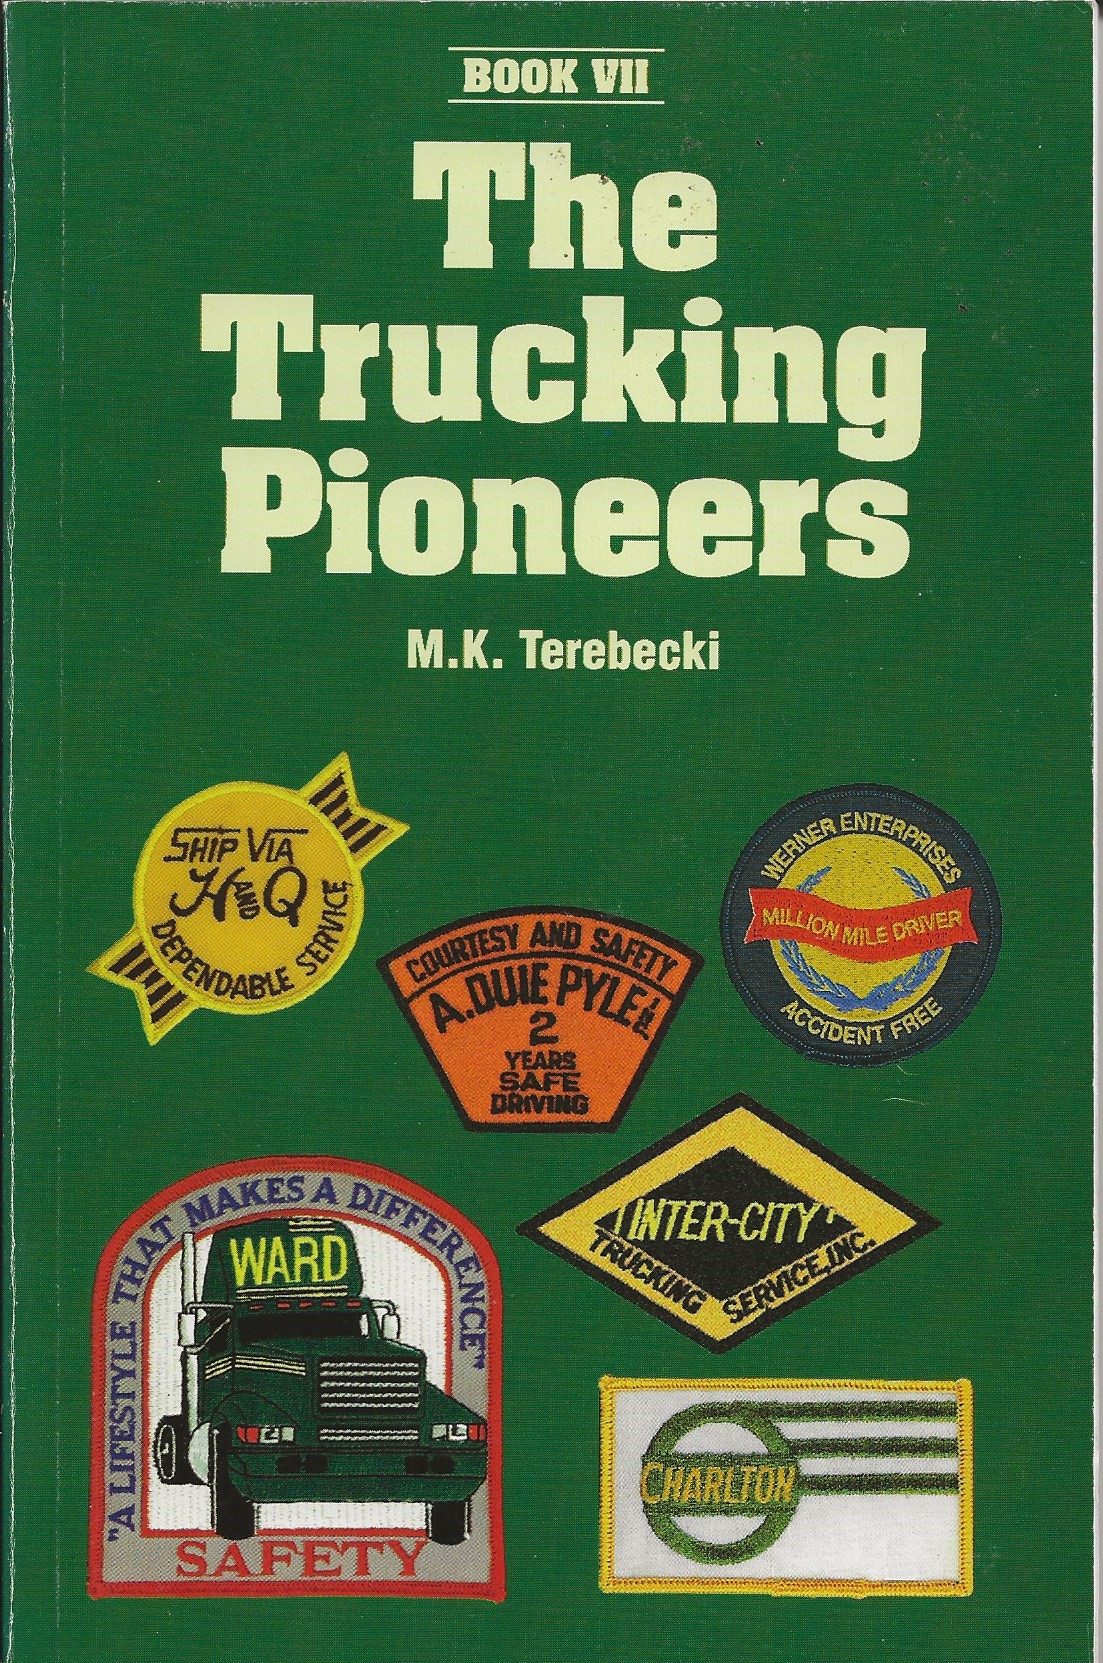 BOOK VII
The
Trucking
Pioneers
M.K. Terebecki
SHIP VIA
H AND Q
DEPENDABLE SERVICE
COURTESY AND SAFETY
A. DUIE PYLE INC.
2
YEARS
SAFE
DRIVING
WERNER ENTERPRISES
MILLION MILE DRIVER
ACCIDENT FREE
INTER-CITY
TRUCKING SERVICE, INC.
"A LIFESTYLE THAT MAKES A DIFFERENCE"
WARD
SAFETY
CHARLTON